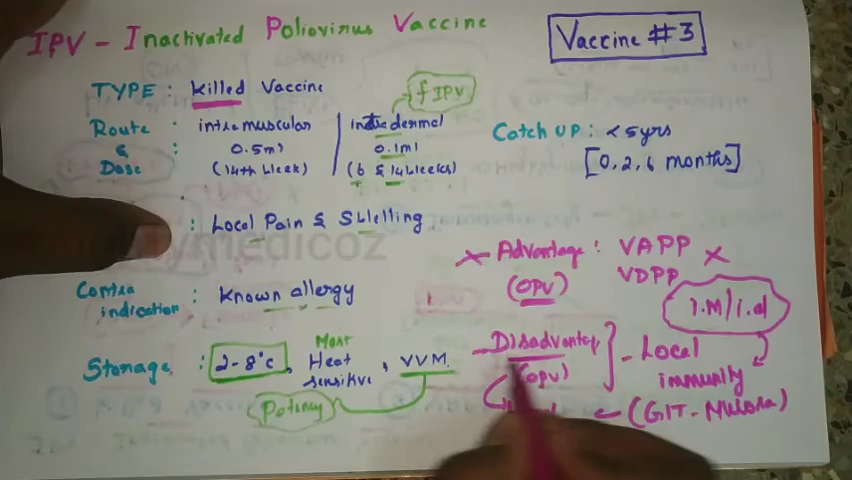 IPV - Inactivated Poliovirus Vaccine
Vaccine #3
TYPE : Killed Vaccine
f IPV
Route : intramuscular | intradermal
& : 0.5ml | 0.1ml
Dose (14th Week) | (6 & 14 Weeks)
Catch UP : < 5yrs
[0, 2, 6 months]
: Local Pain & SWelling
ymedicoz
Contra indication : Known allergy
Storage : 2-8°c, Most Heat sensitive, VVM.
Potency
Advantage : VAPP X
(OPV) VDPP
I.M/i.d
Disadvantage - Local
(OPV) immunity
(GIT - Mucosa)